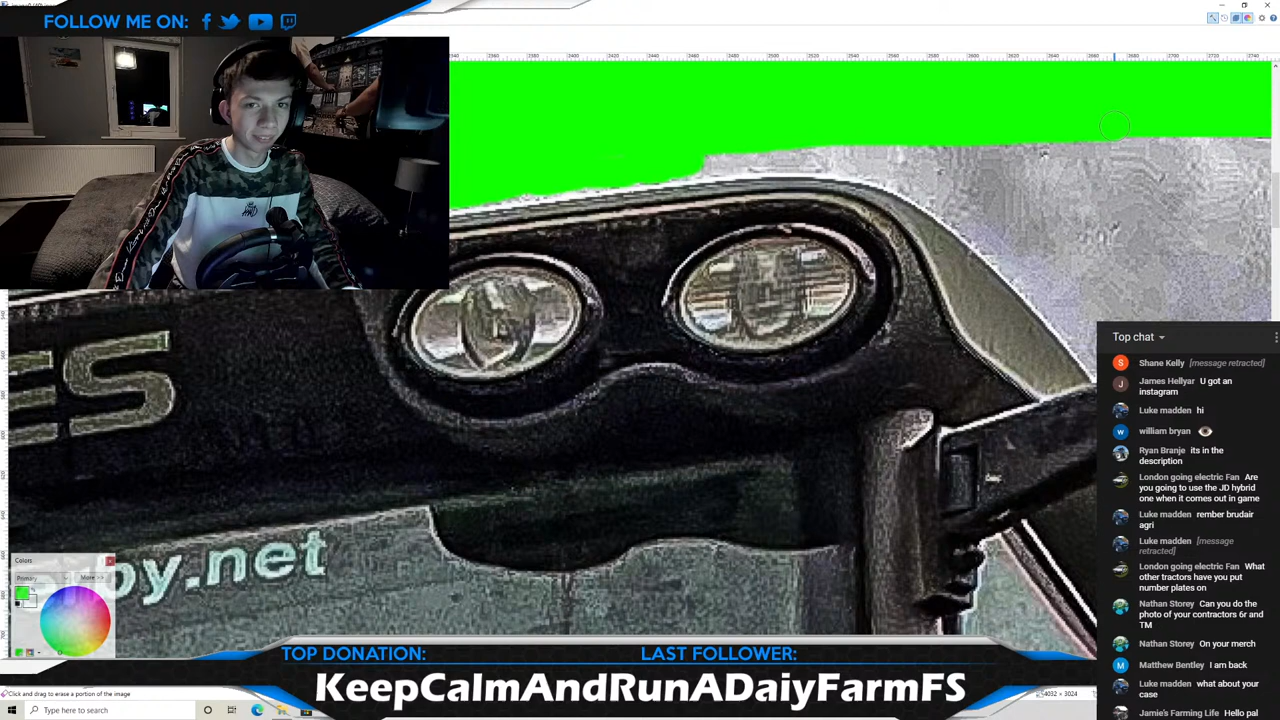 FOLLOW ME ON:
ES
by.net
Colors
Primary
More >>
Top chat
Shane Kelly [message retracted]
James Hellyar U got an
instagram
Luke madden hi
william bryan 👁
Ryan Branje its in the
description
London going electric Fan Are
you going to use the JD hybrid
one when it comes out in game
Luke madden rember brudair
agri
Luke madden [message
retracted]
London going electric Fan What
other tractors have you put
number plates on
Nathan Storey Can you do the
photo of your contractors 6r and
TM
Nathan Storey On your merch
Matthew Bentley I am back
Luke madden what about your
case
Jamie's Farming Life Hello pal
TOP DONATION:
LAST FOLLOWER:
KeepCalmAndRunADaiyFarmFS
Click and drag to erase a portion of the image
4032 × 3024
Type here to search